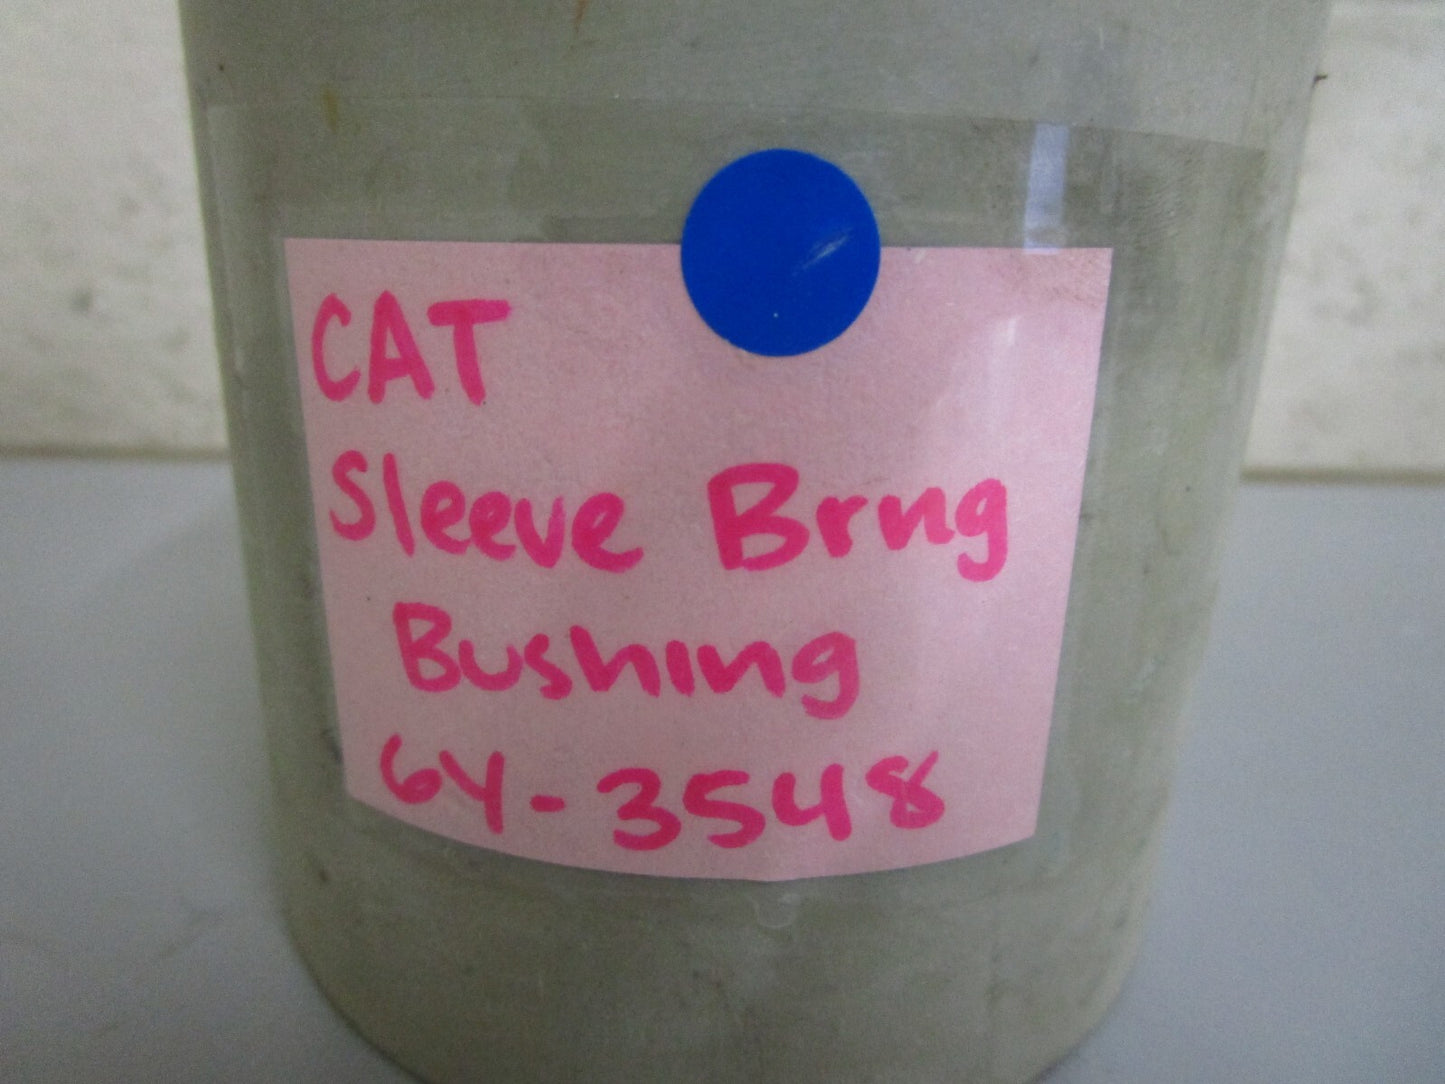 CAT
Sleeve Brng
Bushing
6Y-3548